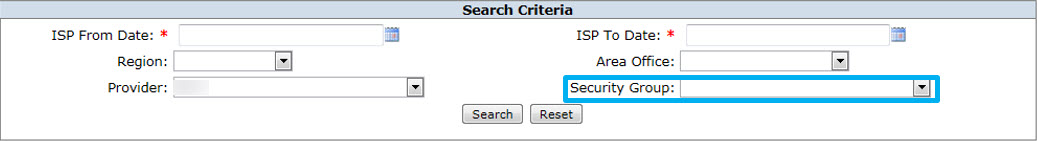 Search Criteria
ISP From Date: * ISP To Date: *
Region: Area Office:
Provider: Security Group:
Search Reset